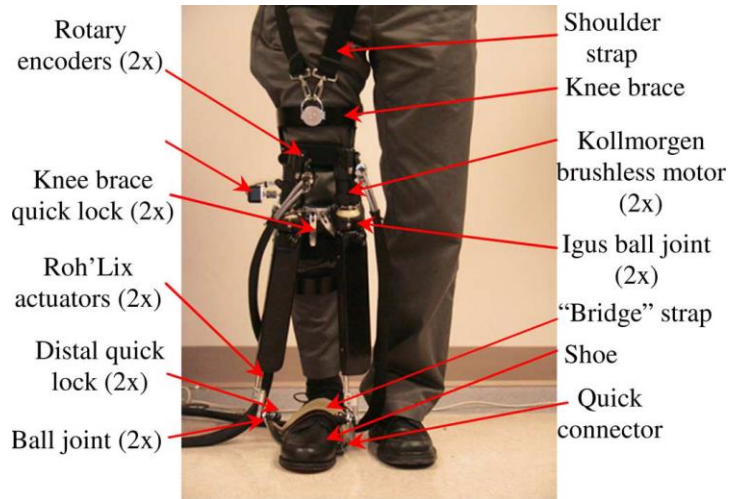 Rotary
encoders (2x)
Knee brace
quick lock (2x)
Roh'Lix
actuators (2x)
Distal quick
lock (2x)
Ball joint (2x)
Shoulder
strap
Knee brace
Kollmorgen
brushless motor
(2x)
Igus ball joint
(2x)
“Bridge” strap
Shoe
Quick
connector